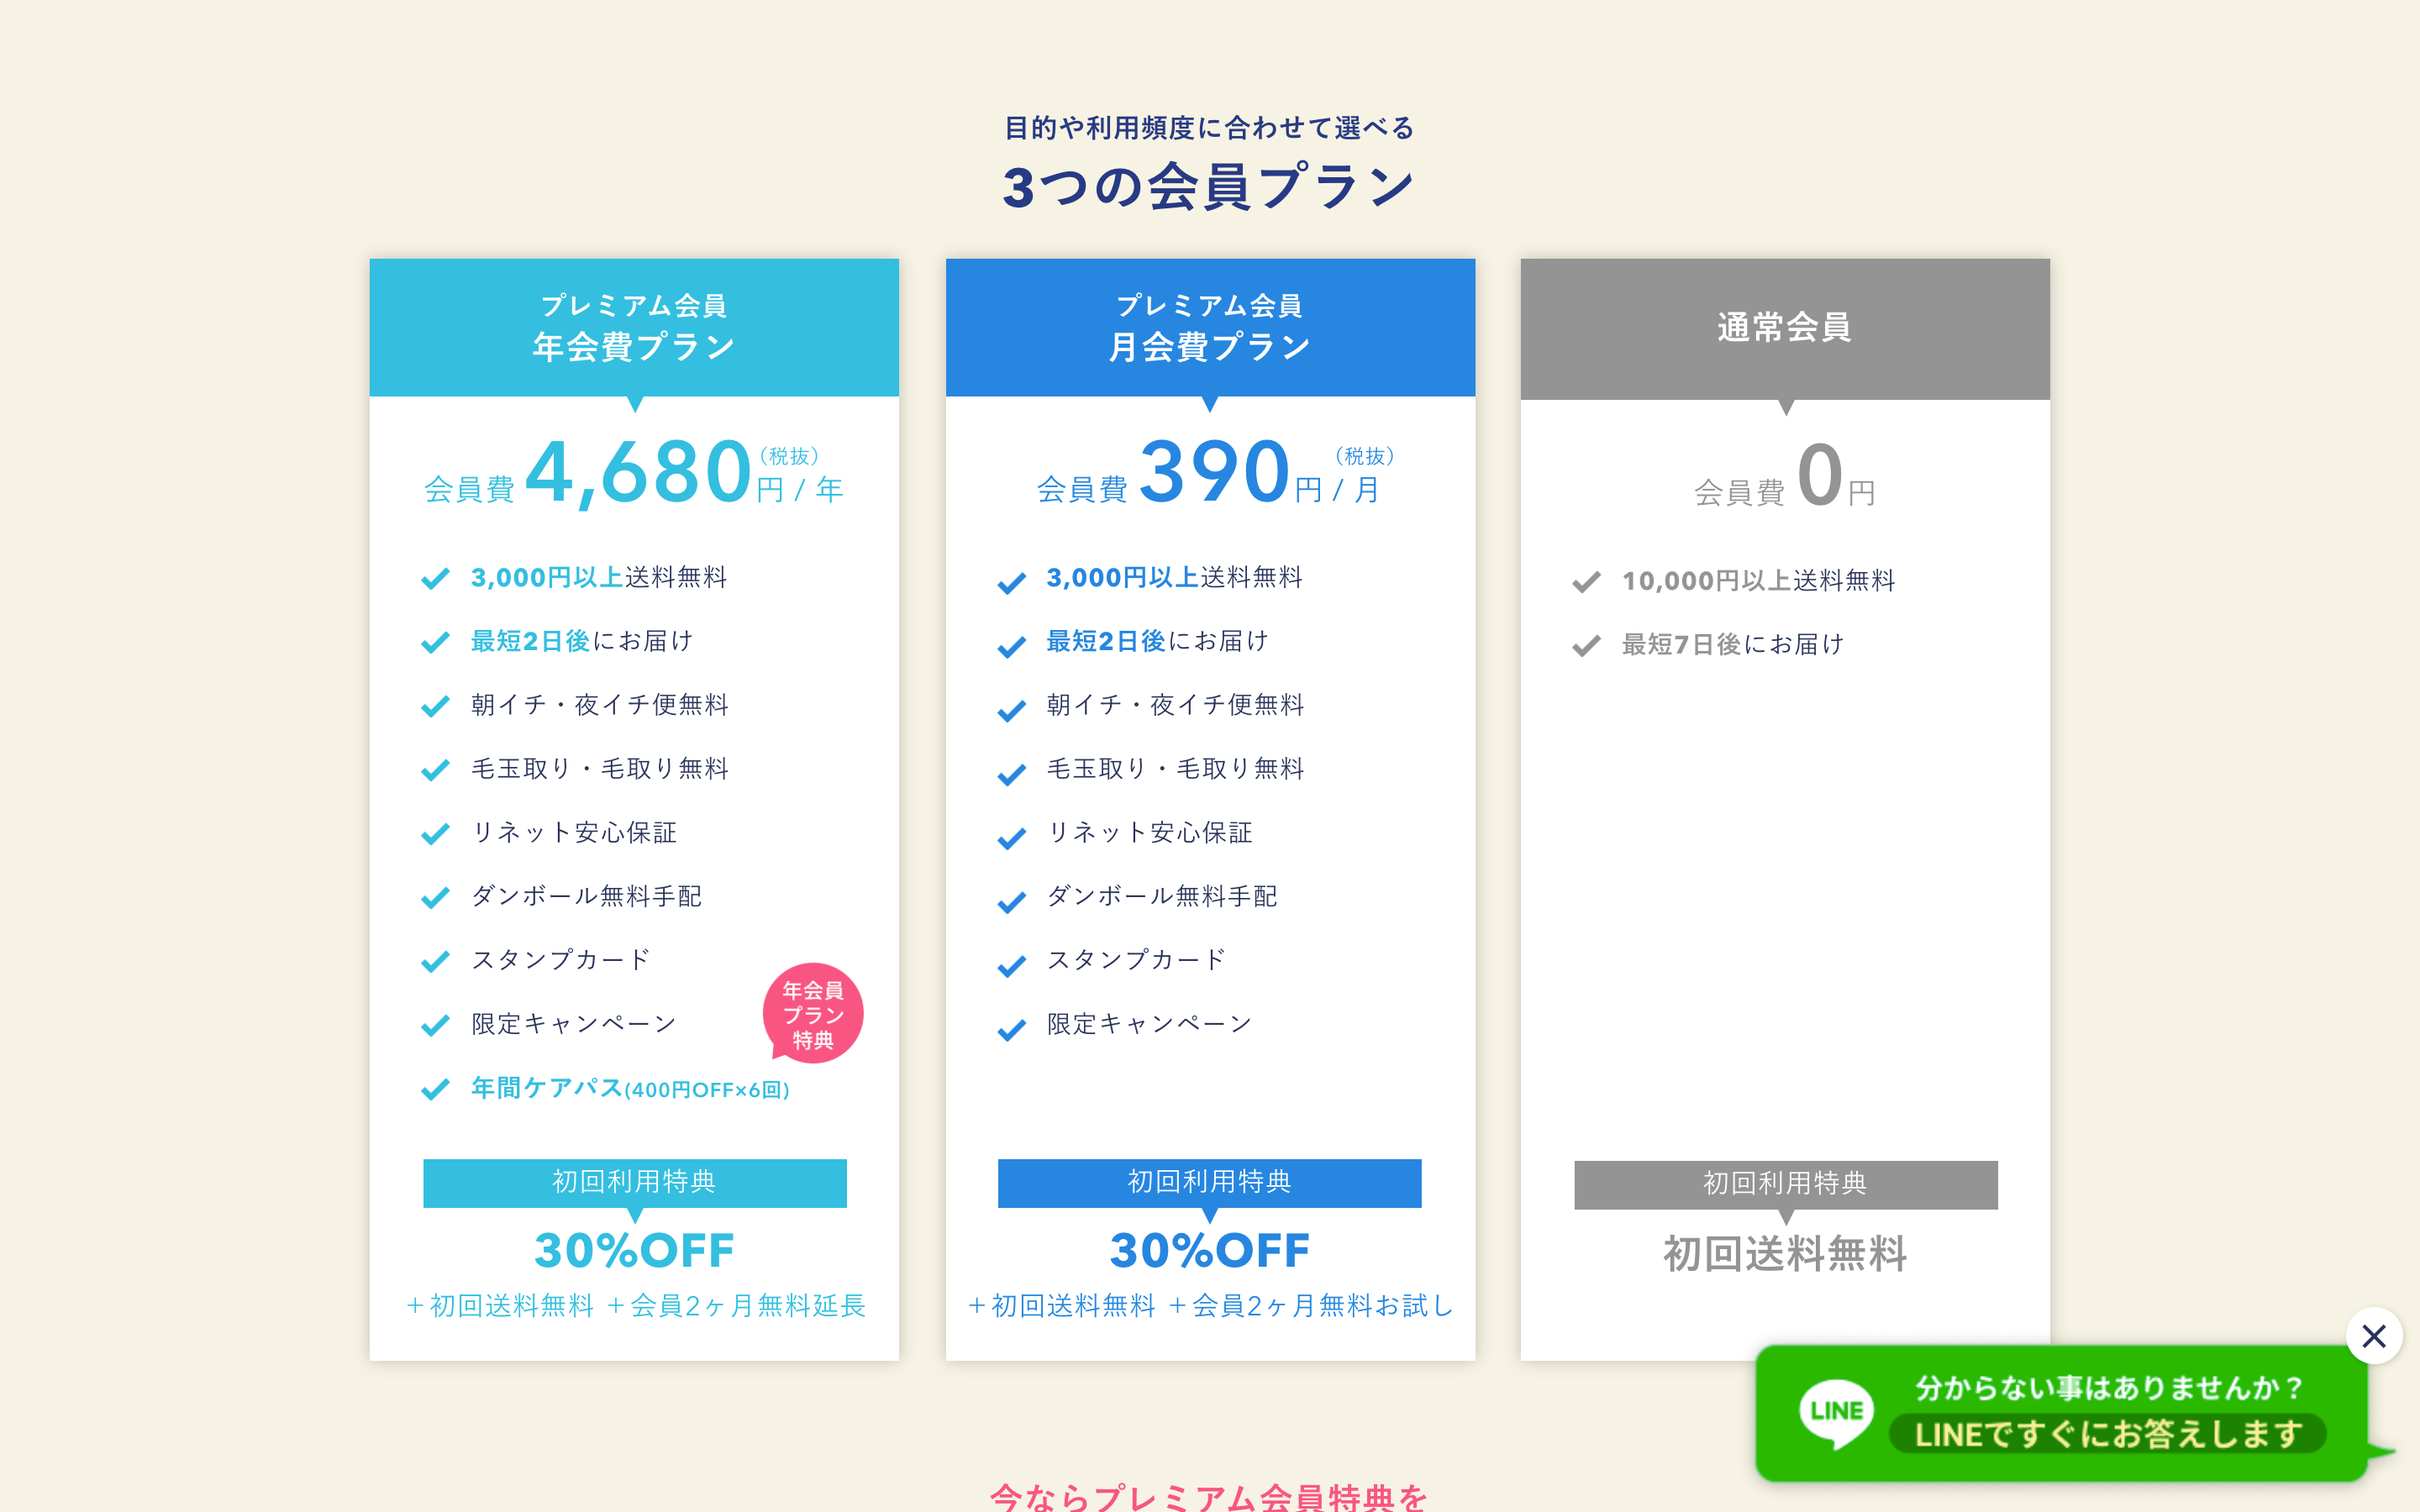 目的や利用頻度に合わせて選べる
3つの会員プラン
プレミアム会員
年会費プラン
会員費 4,680円 / 年（税抜）
3,000円以上送料無料
最短2日後にお届け
朝イチ・夜イチ便無料
毛玉取り・毛取り無料
リネット安心保証
ダンボール無料手配
スタンプカード
限定キャンペーン
年会員
プラン
特典
年間ケアパス(400円OFF×6回)
初回利用特典
30%OFF
＋初回送料無料 ＋会員2ヶ月無料延長
プレミアム会員
月会費プラン
会員費 390円 / 月（税抜）
3,000円以上送料無料
最短2日後にお届け
朝イチ・夜イチ便無料
毛玉取り・毛取り無料
リネット安心保証
ダンボール無料手配
スタンプカード
限定キャンペーン
初回利用特典
30%OFF
＋初回送料無料 ＋会員2ヶ月無料お試し
通常会員
会員費 0円
10,000円以上送料無料
最短7日後にお届け
初回利用特典
初回送料無料
LINE
分からない事はありませんか？
LINEですぐにお答えします
今ならプレミアム会員特典を